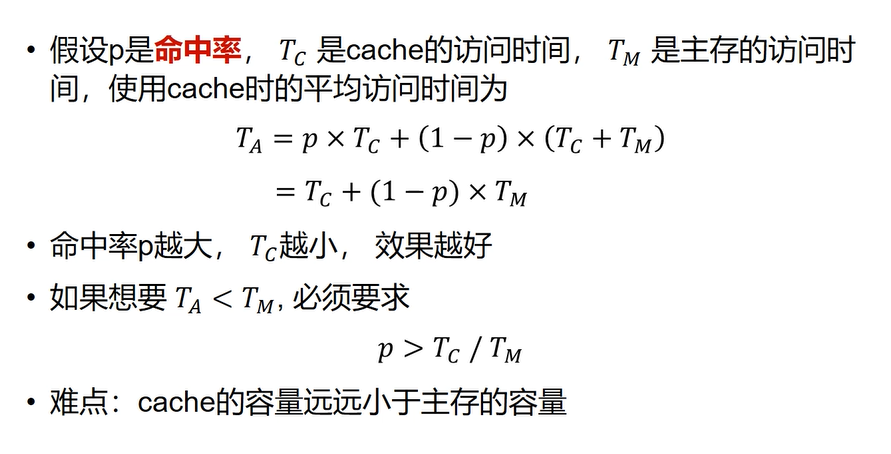 • 假设p是命中率， T_C 是cache的访问时间， T_M 是主存的访问时
间，使用cache时的平均访问时间为
T_A = p × T_C + (1 − p) × (T_C + T_M)
= T_C + (1 − p) × T_M
• 命中率p越大， T_C越小， 效果越好
• 如果想要 T_A < T_M, 必须要求
p > T_C / T_M
• 难点：cache的容量远远小于主存的容量